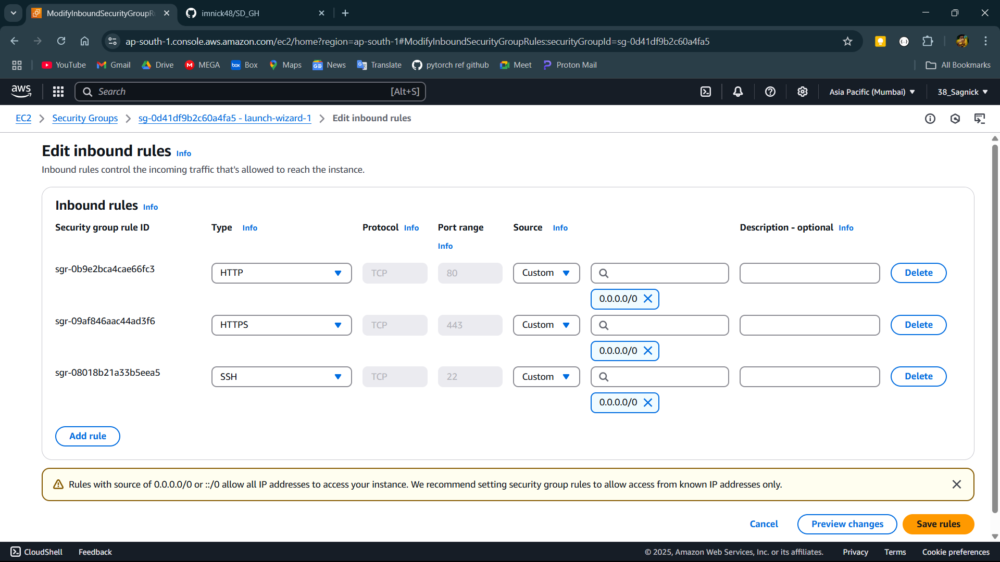 ModifyInboundSecurityGroupRu
imnick48/SD_GH
ap-south-1.console.aws.amazon.com/ec2/home?region=ap-south-1#ModifyInboundSecurityGroupRules:securityGroupId=sg-0d41df9b2c60a4fa5
YouTube Gmail Drive MEGA Box Maps News Translate pytorch ref github Meet Proton Mail All Bookmarks
aws Search [Alt+S] Asia Pacific (Mumbai) 38_Sagnick
EC2 Security Groups sg-0d41df9b2c60a4fa5 - launch-wizard-1 Edit inbound rules
Edit inbound rules Info
Inbound rules control the incoming traffic that's allowed to reach the instance.
Inbound rules Info
Security group rule ID Type Info Protocol Info Port range Source Info Description - optional Info
Info
sgr-0b9e2bca4cae66fc3 HTTP TCP 80 Custom Delete
0.0.0.0/0
sgr-09af846aac44ad3f6 HTTPS TCP 443 Custom Delete
0.0.0.0/0
sgr-08018b21a33b5eea5 SSH TCP 22 Custom Delete
0.0.0.0/0
Add rule
Rules with source of 0.0.0.0/0 or ::/0 allow all IP addresses to access your instance. We recommend setting security group rules to allow access from known IP addresses only.
Cancel Preview changes Save rules
CloudShell Feedback © 2025, Amazon Web Services, Inc. or its affiliates. Privacy Terms Cookie preferences